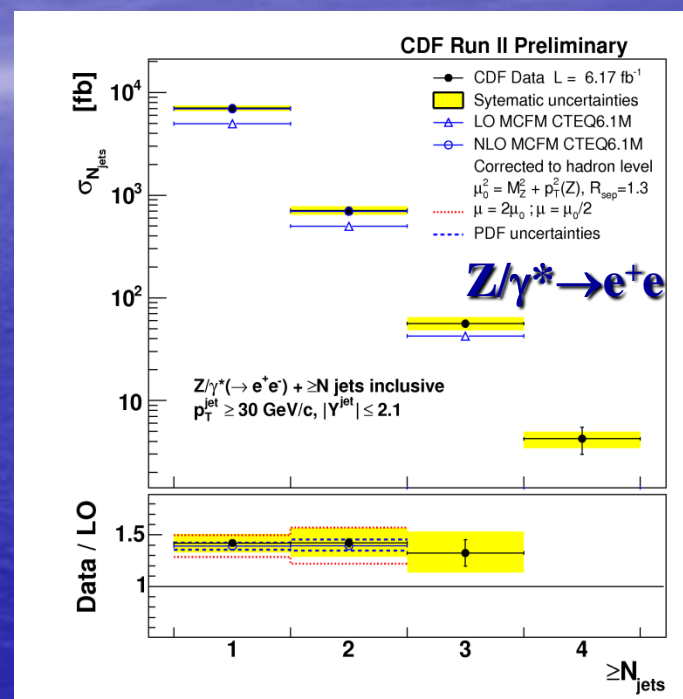 CDF Run II Preliminary
σN_jets [fb]
10⁴
10³
10²
10
CDF Data L = 6.17 fb⁻¹
Sytematic uncertainties
LO MCFM CTEQ6.1M
NLO MCFM CTEQ6.1M
Corrected to hadron level
μ₀² = M_Z² + p_T²(Z), R_sep=1.3
μ = 2μ₀ ; μ = μ₀/2
PDF uncertainties
Z/γ*→e⁺e
Z/γ*(→ e⁺e⁻) + ≥N jets inclusive
p_T^jet ≥ 30 GeV/c, |Y^jet| ≤ 2.1
Data / LO
1.5
1
1 2 3 4
≥N_jets